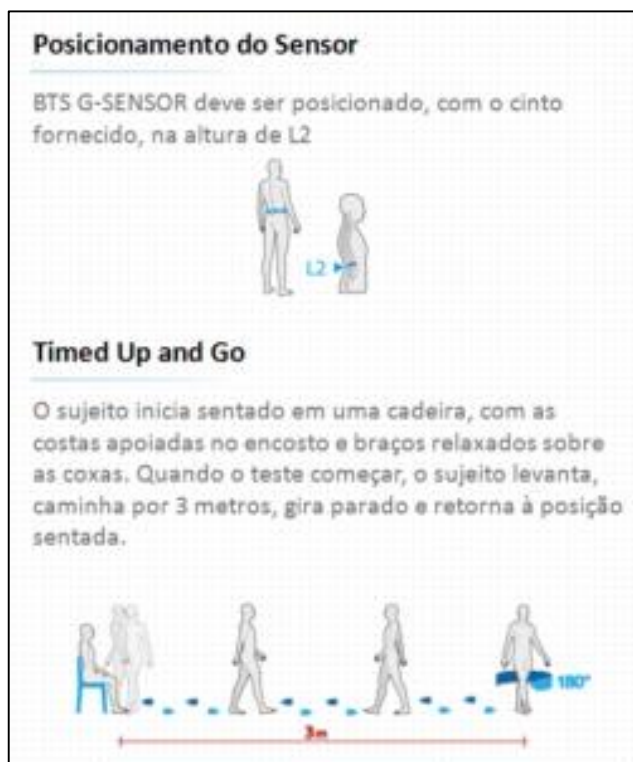 Posicionamento do Sensor
BTS G-SENSOR deve ser posicionado, com o cinto
fornecido, na altura de L2
L2
Timed Up and Go
O sujeito inicia sentado em uma cadeira, com as
costas apoiadas no encosto e braços relaxados sobre
as coxas. Quando o teste começar, o sujeito levanta,
caminha por 3 metros, gira parado e retorna à posição
sentada.
180°
3m